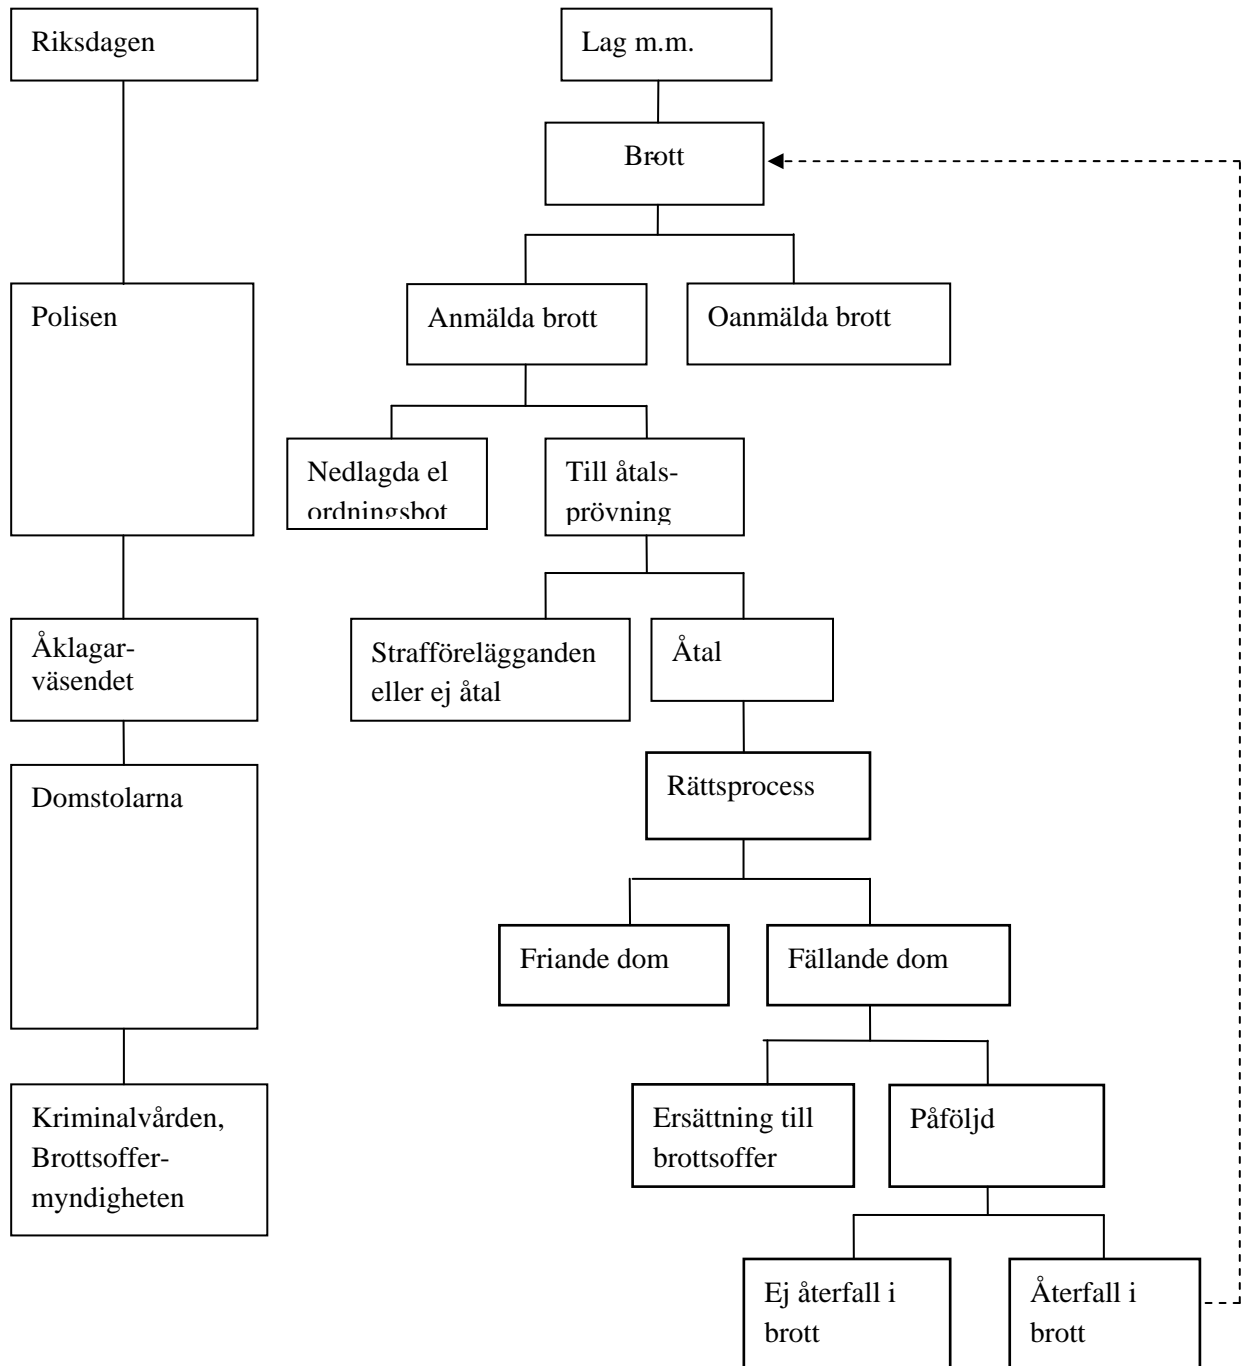 Riksdagen
Lag m.m.
Brott
Polisen
Anmälda brott
Oanmälda brott
Nedlagda el
ordningsbot
Till åtals-
prövning
Åklagar-
väsendet
Strafförelägganden
eller ej åtal
Åtal
Domstolarna
Rättsprocess
Friande dom
Fällande dom
Kriminalvården,
Brottsoffer-
myndigheten
Ersättning till
brottsoffer
Påföljd
Ej återfall i
brott
Återfall i
brott